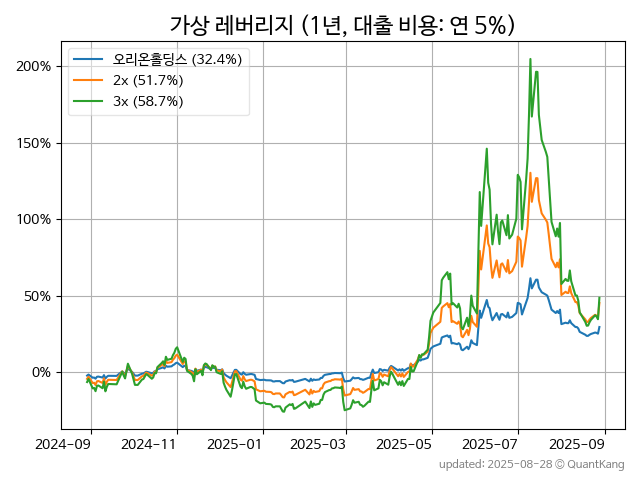 가상 레버리지 (1년, 대출 비용: 연 5%)
오리온홀딩스 (32.4%)
2x (51.7%)
3x (58.7%)
200%
150%
100%
50%
0%
2024-09 2024-11 2025-01 2025-03 2025-05 2025-07 2025-09
updated: 2025-08-28 © QuantKang